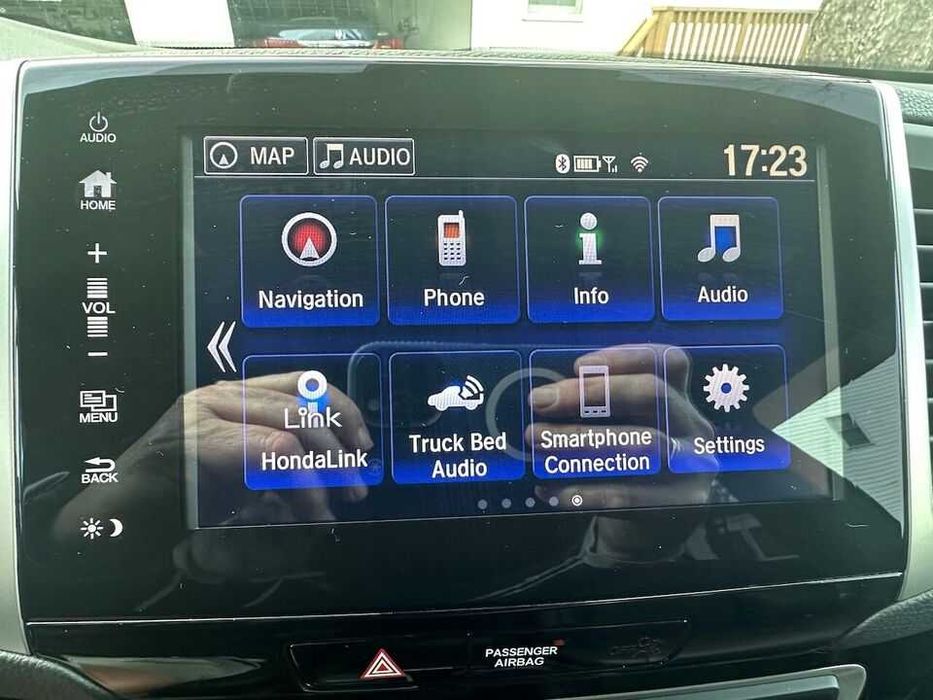 AUDIO
HOME
+
VOL
−
MENU
BACK
MAP AUDIO 17:23
Navigation Phone Info Audio
Link
HondaLink
Truck Bed
Audio
Smartphone
Connection
Settings
PASSENGER
AIRBAG